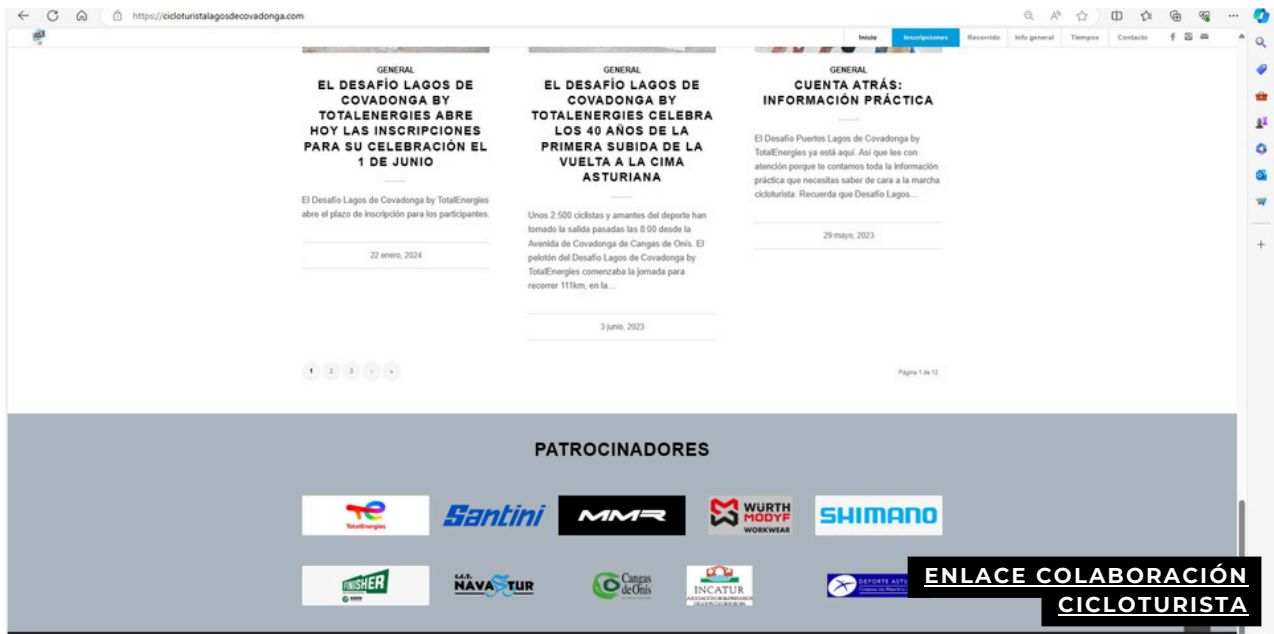 https://cicloturistalagosdecovadonga.com
Inicio Inscripciones Recorrido Info general Tiempos Contacto
GENERAL
EL DESAFÍO LAGOS DE
COVADONGA BY
TOTALENERGIES ABRE
HOY LAS INSCRIPCIONES
PARA SU CELEBRACIÓN EL
1 DE JUNIO
El Desafío Lagos de Covadonga by TotalEnergies
abre el plazo de inscripción para los participantes.
22 enero, 2024
GENERAL
EL DESAFÍO LAGOS DE
COVADONGA BY
TOTALENERGIES CELEBRA
LOS 40 AÑOS DE LA
PRIMERA SUBIDA DE LA
VUELTA A LA CIMA
ASTURIANA
Unos 2.500 ciclistas y amantes del deporte han
tomado la salida pasadas las 8:00 desde la
Avenida de Covadonga de Cangas de Onís. El
pelotón del Desafío Lagos de Covadonga by
TotalEnergies comenzaba la jornada para
recorrer 111km, en la...
3 junio, 2023
GENERAL
CUENTA ATRÁS:
INFORMACIÓN PRÁCTICA
El Desafío Puertos Lagos de Covadonga by
TotalEnergies ya está aquí. Así que lee con
atención porque te contamos toda la información
práctica que necesitas saber de cara a la marcha
cicloturista. Recuerda que Desafío Lagos...
29 mayo, 2023
1 2 3 › »
Página 1 de 12
PATROCINADORES
TotalEnergies
Santini
MMR
WÜRTH
MODYF
WORKWEAR
SHIMANO
FINISHER
NAVASTUR
Cangas
de Onís
INCATUR
DEPORTE ASTU
ENLACE COLABORACIÓN
CICLOTURISTA